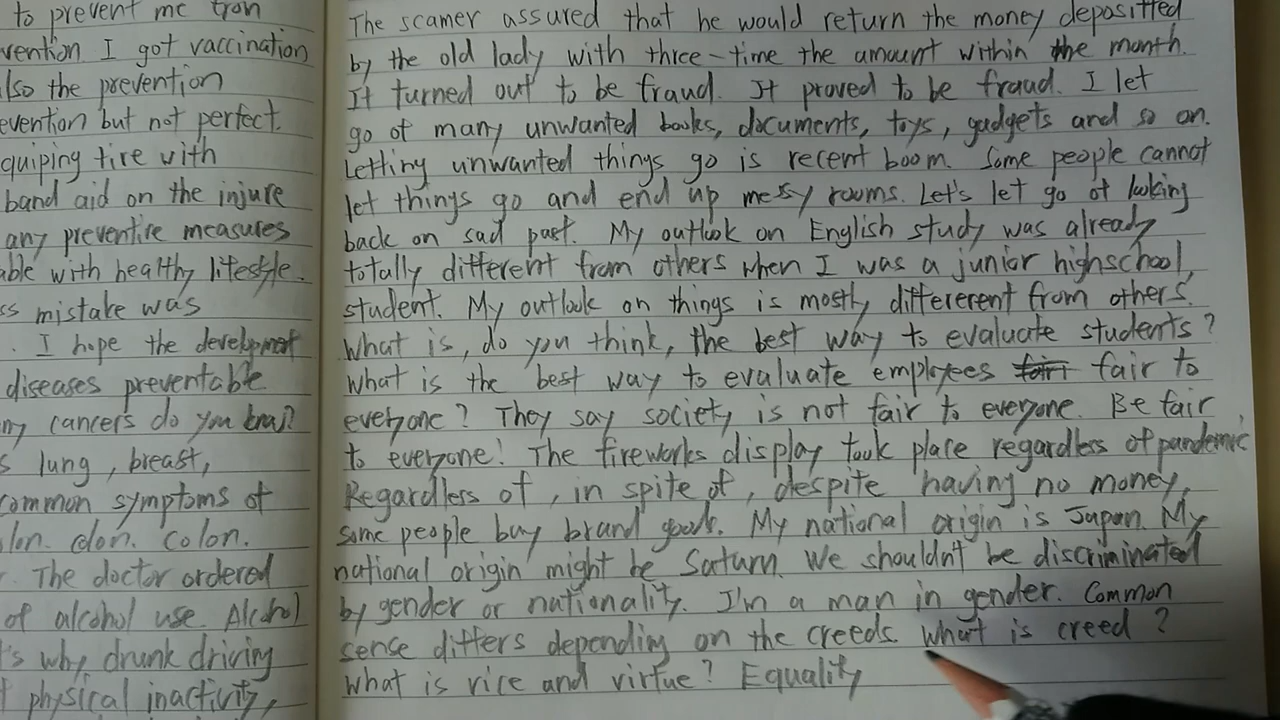 to prevent me from
vention I got vaccination
lso the prevention
evention but not perfect.
quiping tire with
band aid on the injure
any preventive measures
able with healthy lifestyle.
ss mistake was
. I hope the development
diseases preventable
ny cancers do you
s lung, breast,
common symptoms of
lon. colon. colon.
. The doctor ordered
of alcohol use. Alcohol
's why drunk driving
t physical inactivity,
The scamer assured that he would return the money depositted
by the old lady with three-time the amount within the month.
It turned out to be fraud. It proved to be fraud. I let
go of many unwanted books, documents, toys, gadgets and so on.
Letting unwanted things go is recent boom. Some people cannot
let things go and end up messy rooms. Let's let go of looking
back on sad past. My outlook on English study was already
totally different from others when I was a junior highschool,
student. My outlook on things is mostly differerent from others.
What is, do you think, the best way to evaluate students?
What is the best way to evaluate employees fair fair to
everyone? They say society is not fair to everyone. Be fair
to everyone! The fireworks display took place regardless of pandemic
Regardless of, in spite of, despite having no money,
some people buy brand goods. My national origin is Japan. My
national origin might be Saturn. We shouldn't be discriminated
by gender or nationality. I'm a man in gender. Common
sense differs depending on the creeds. What is creed?
What is vice and virtue? Equality